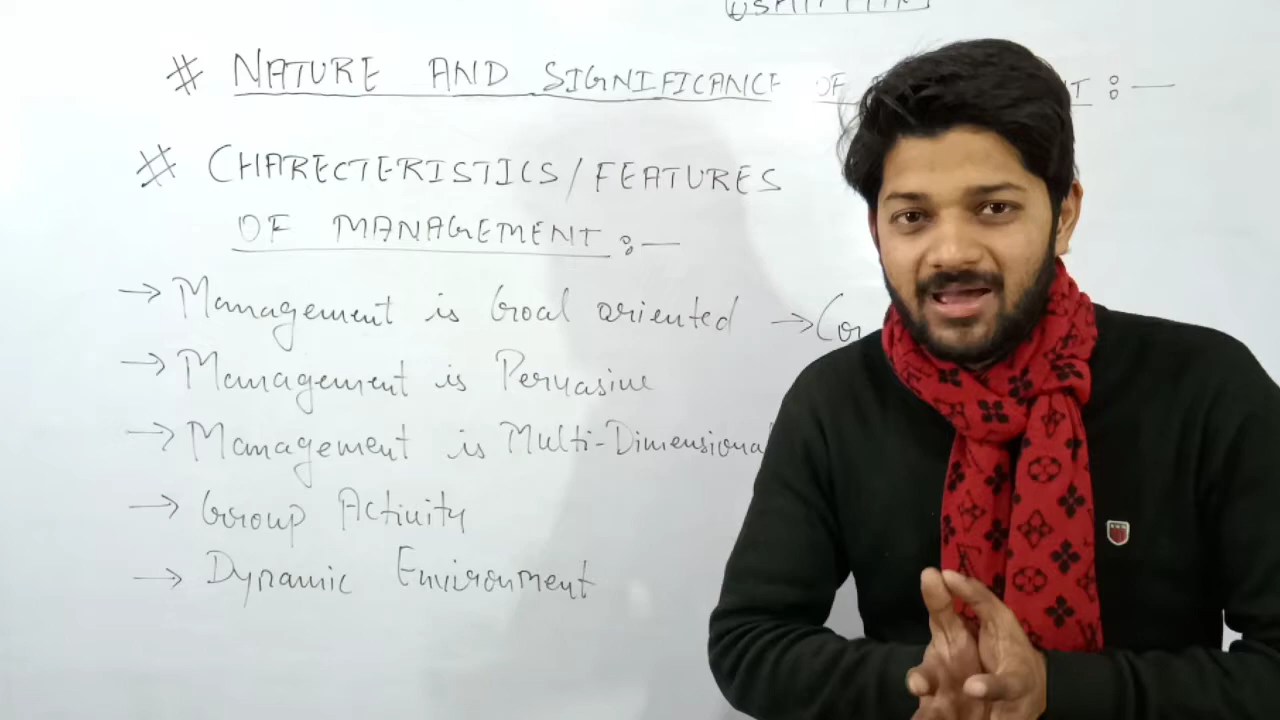 # NATURE AND SIGNIFICANCE OF
# CHARECTERISTICS/FEATURES
OF MANAGEMENT :—
→ Management is Goal oriented →
→ Management is Pervasive
→ Management is Multi-Dimensional
→ Group Activity
→ Dynamic Environment